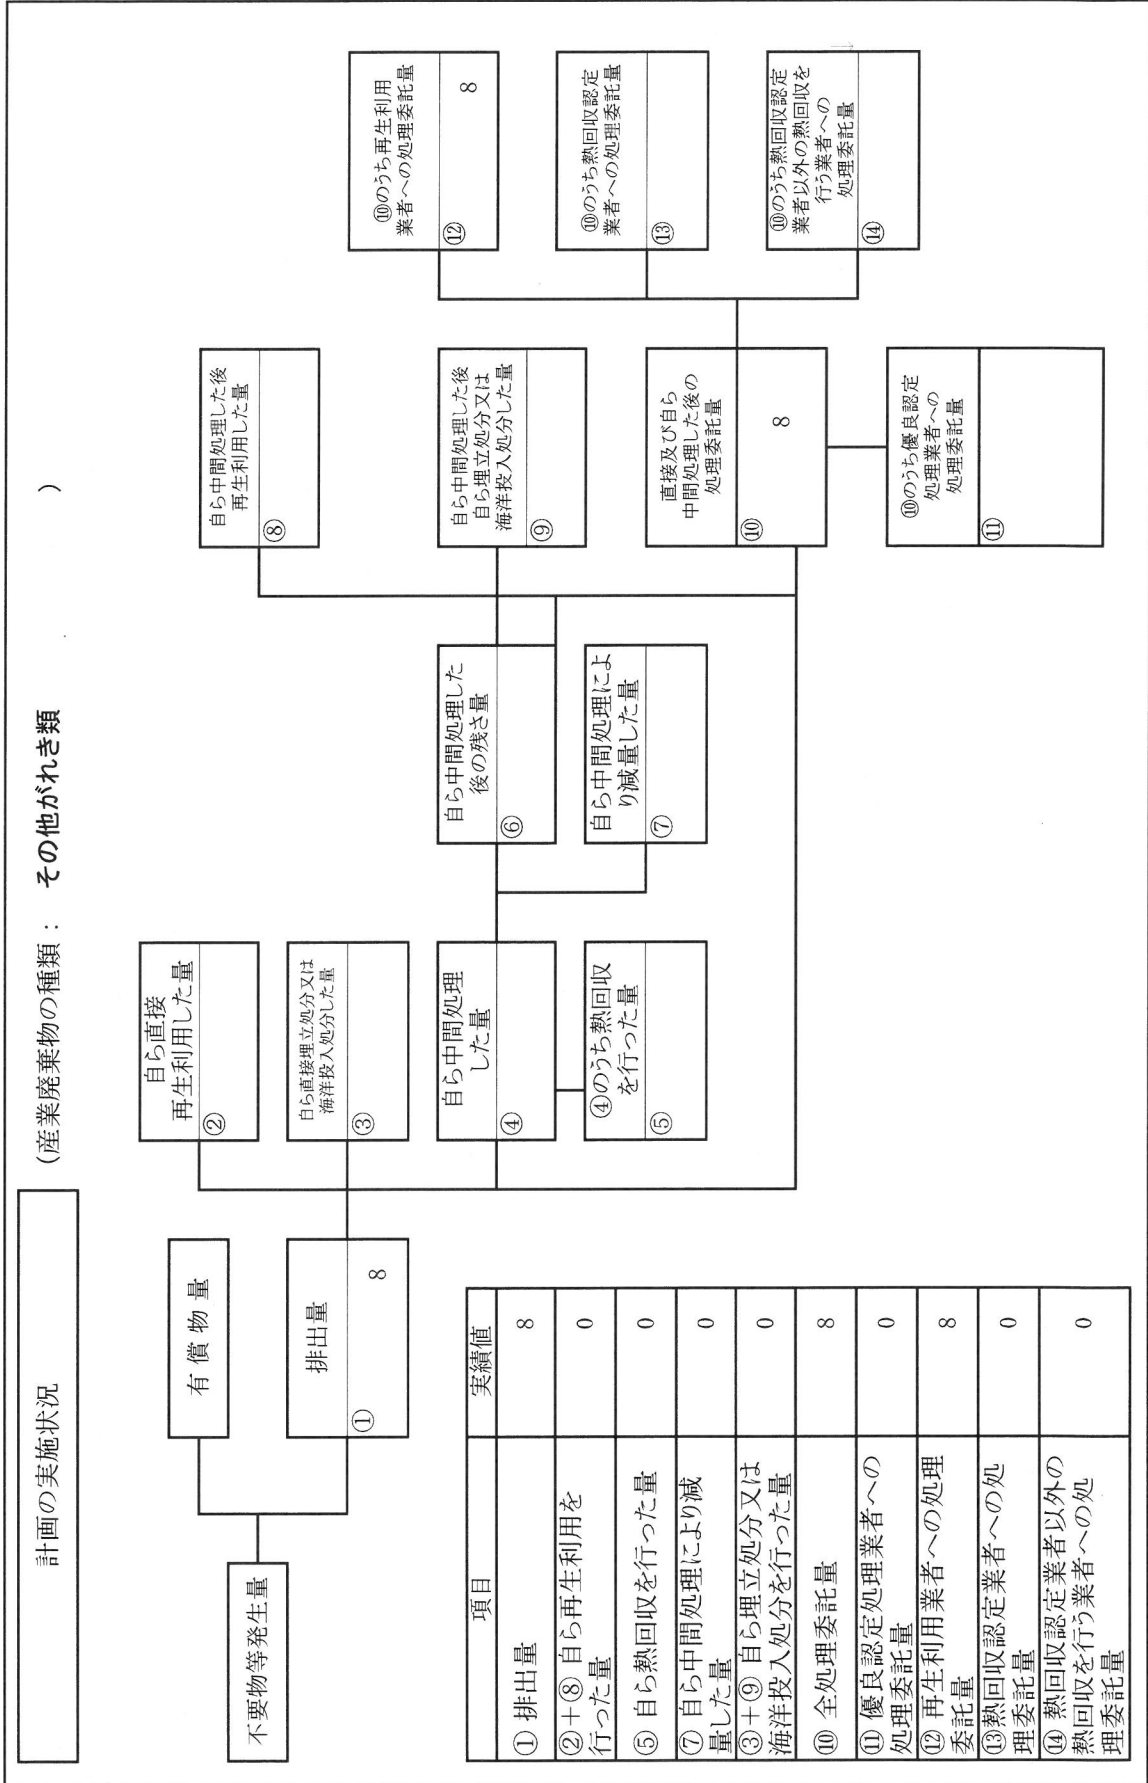 計画の実施状況
(産業廃棄物の種類： その他がれき類 )
不要物等発生量
有 償 物 量
排出量
① 8
自ら直接
再生利用した量
②
自ら直接埋立処分又は
海洋投入処分した量
③
自ら中間処理
した量
④
④のうち熱回収
を行った量
⑤
自ら中間処理した
後の残さ量
⑥
自ら中間処理によ
り減量した量
⑦
自ら中間処理した後
再生利用した量
⑧
自ら中間処理した後
自ら埋立処分又は
海洋投入処分した量
⑨
直接及び自ら
中間処理した後の
処理委託量
⑩ 8
⑩のうち優良認定
処理業者への
処理委託量
⑪
⑩のうち再生利用
業者への処理委託量
⑫ 8
⑩のうち熱回収認定
業者への処理委託量
⑬
⑩のうち熱回収認定
業者以外の熱回収を
行う業者への
処理委託量
⑭
項目 実績値
① 排出量 8
②＋⑧ 自ら再生利用を
行った量 0
⑤ 自ら熱回収を行った量 0
⑦ 自ら中間処理により減
量した量 0
③＋⑨ 自ら埋立処分又は
海洋投入処分を行った量 0
⑩ 全処理委託量 8
⑪ 優良認定処理業者への
処理委託量 0
⑫ 再生利用業者への処理
委託量 8
⑬熱回収認定業者への処
理委託量 0
⑭ 熱回収認定業者以外の
熱回収を行う業者への処
理委託量 0